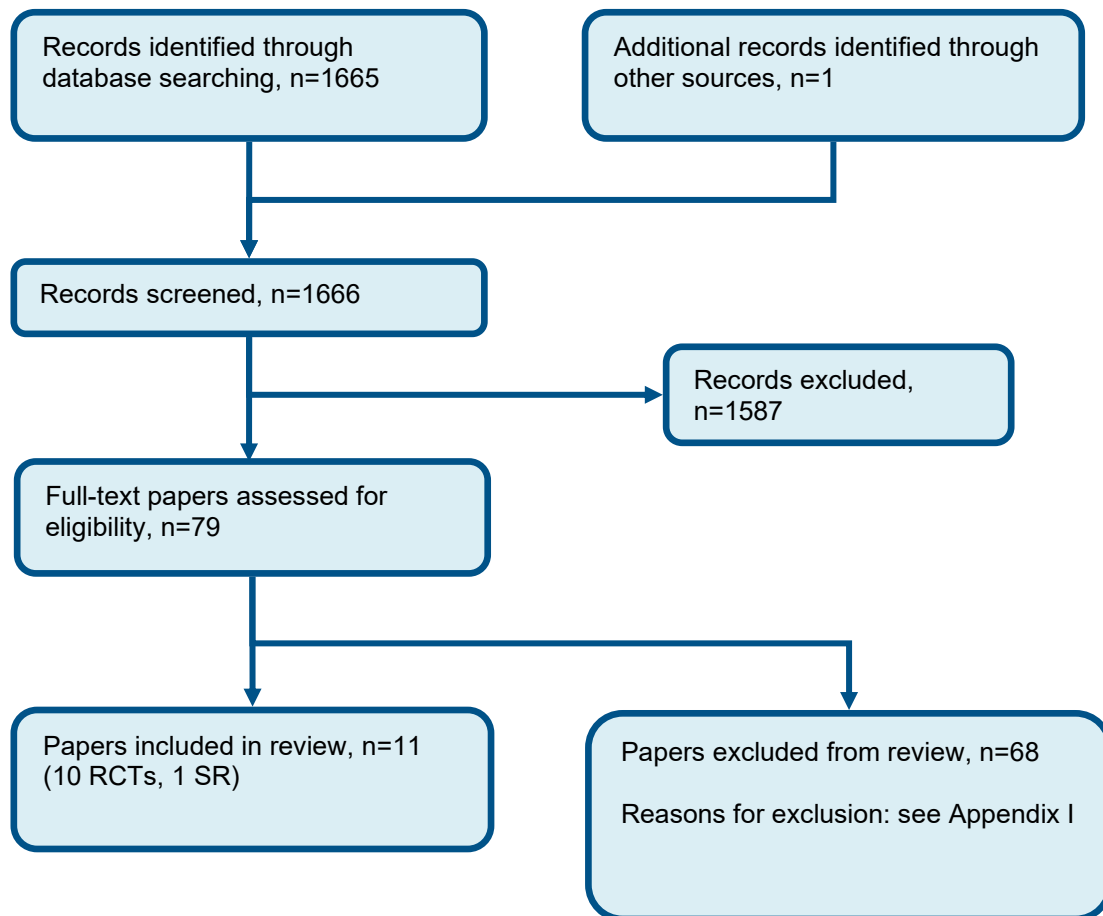 Records identified through
database searching, n=1665
Additional records identified through
other sources, n=1
Records screened, n=1666
Records excluded,
n=1587
Full-text papers assessed for
eligibility, n=79
Papers included in review, n=11
(10 RCTs, 1 SR)
Papers excluded from review, n=68
Reasons for exclusion: see Appendix I